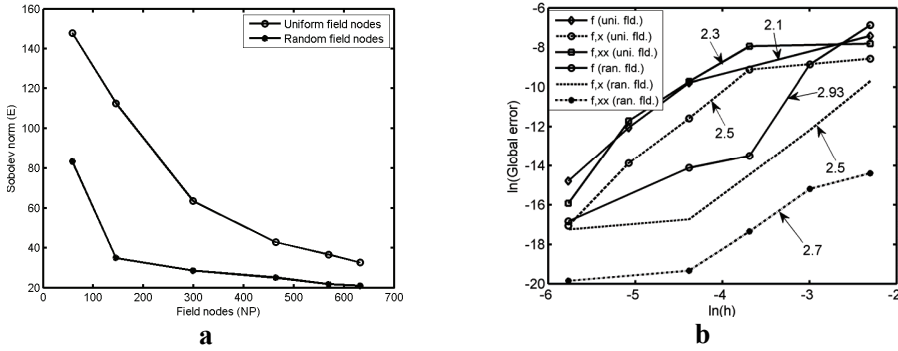 160
140
120
100
80
60
40
20
0
100
200
300
400
500
600
700
Sobolev norm (E)
Field nodes (NP)
Uniform field nodes
Random field nodes
a
-6
-8
-10
-12
-14
-16
-18
-20
-6
-5
-4
-3
-2
ln(Global error)
ln(h)
f (uni. fld.)
f,x (uni. fld.)
f,xx (uni. fld.)
f (ran. fld.)
f,x (ran. fld.)
f,xx (ran. fld.)
2.3
2.1
2.93
2.5
2.5
2.7
b